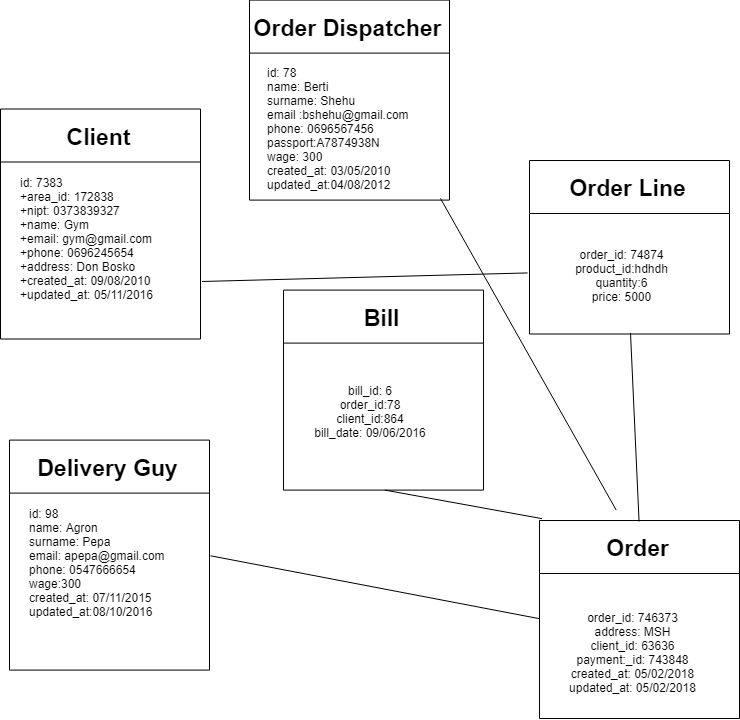 Order Dispatcher
id: 78
name: Berti
surname: Shehu
email :bshehu@gmail.com
phone: 0696567456
passport:A7874938N
wage: 300
created_at: 03/05/2010
updated_at:04/08/2012
Client
id: 7383
+area_id: 172838
+nipt: 0373839327
+name: Gym
+email: gym@gmail.com
+phone: 0696245654
+address: Don Bosko
+created_at: 09/08/2010
+updated_at: 05/11/2016
Order Line
order_id: 74874
product_id:hdhdh
quantity:6
price: 5000
Bill
bill_id: 6
order_id:78
client_id:864
bill_date: 09/06/2016
Delivery Guy
id: 98
name: Agron
surname: Pepa
email: apepa@gmail.com
phone: 0547666654
wage:300
created_at: 07/11/2015
updated_at:08/10/2016
Order
order_id: 746373
address: MSH
client_id: 63636
payment:_id: 743848
created_at: 05/02/2018
updated_at: 05/02/2018